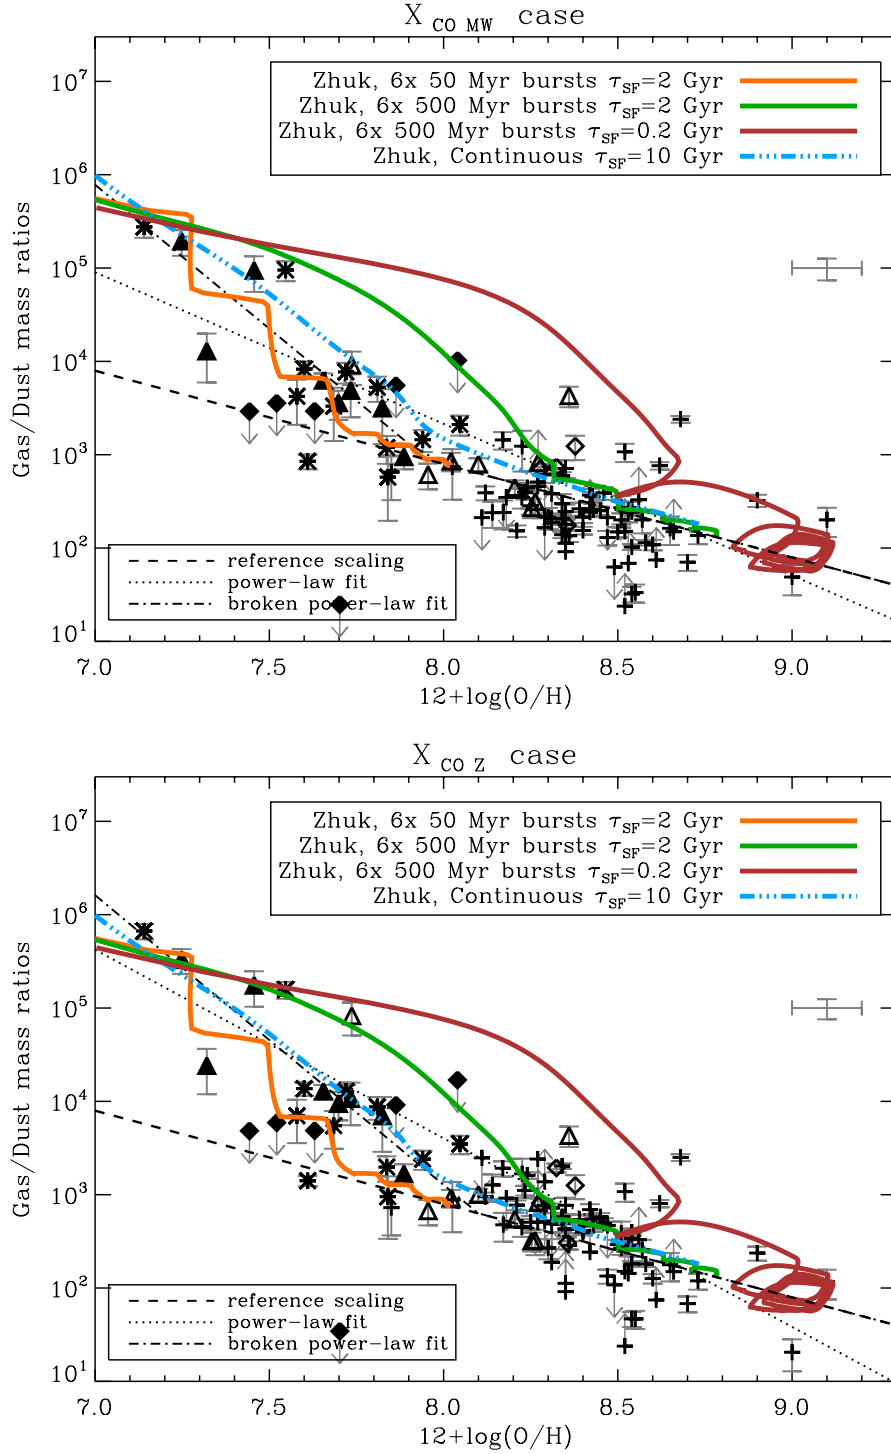 X CO MW case
Zhuk, 6x 50 Myr bursts τSF=2 Gyr
Zhuk, 6x 500 Myr bursts τSF=2 Gyr
Zhuk, 6x 500 Myr bursts τSF=0.2 Gyr
Zhuk, Continuous τSF=10 Gyr
10^7
10^6
10^5
10^4
10^3
10^2
10^1
Gas/Dust mass ratios
reference scaling
power-law fit
broken power-law fit
7.0 7.5 8.0 8.5 9.0
12+log(O/H)
X CO Z case
Zhuk, 6x 50 Myr bursts τSF=2 Gyr
Zhuk, 6x 500 Myr bursts τSF=2 Gyr
Zhuk, 6x 500 Myr bursts τSF=0.2 Gyr
Zhuk, Continuous τSF=10 Gyr
10^7
10^6
10^5
10^4
10^3
10^2
10^1
Gas/Dust mass ratios
reference scaling
power-law fit
broken power-law fit
7.0 7.5 8.0 8.5 9.0
12+log(O/H)